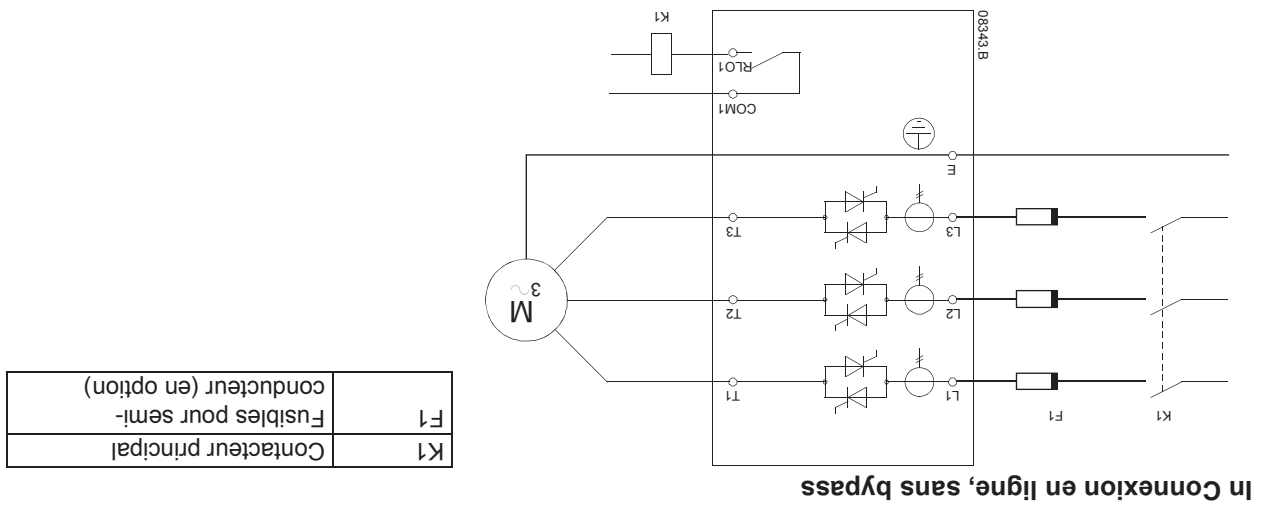 In Connexion en ligne, sans bypass
K1
F1
L1
T1
L2
T2
L3
T3
E
COM1
RLO1
K1
M
3~
08343.B
K1 Contacteur principal
F1 Fusibles pour semi-
conducteur (en option)